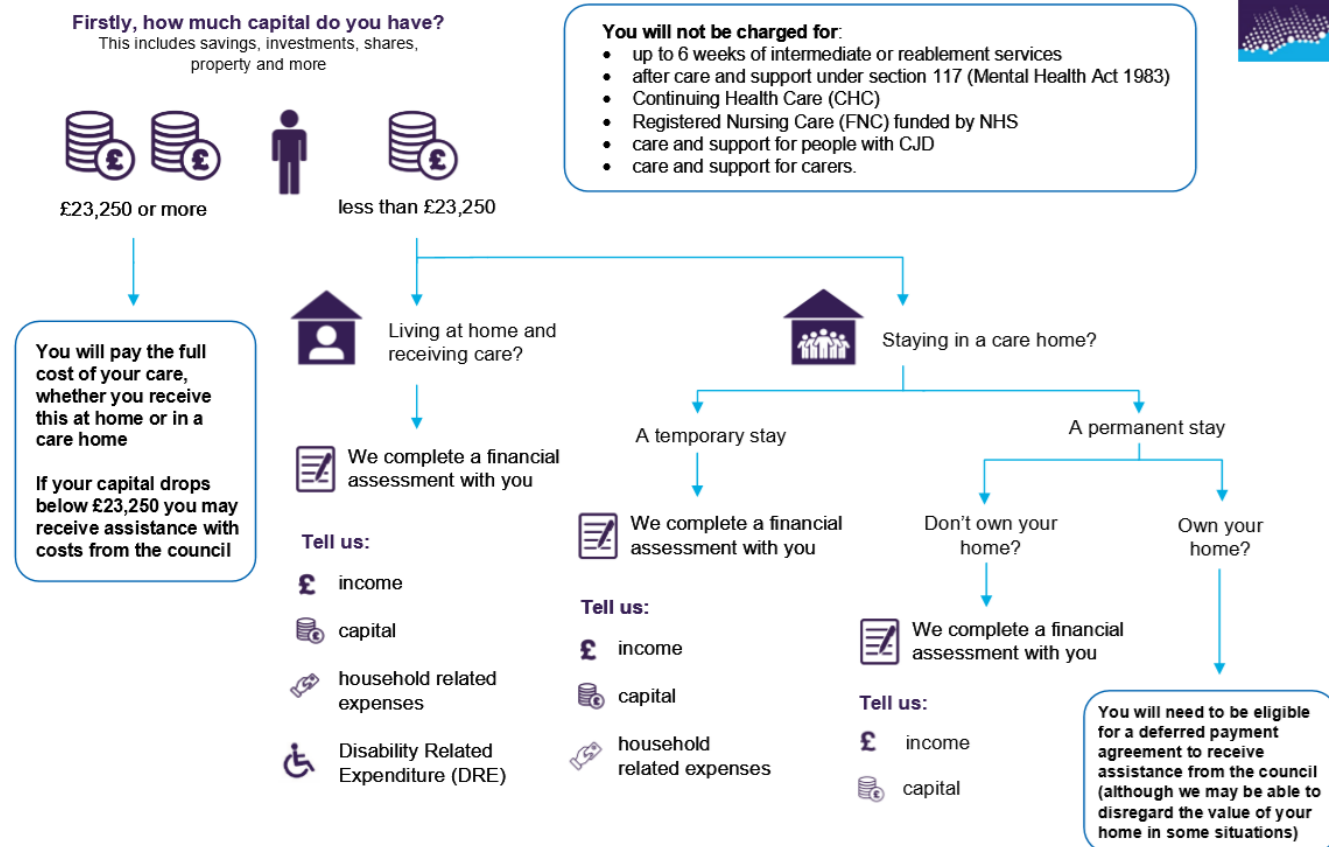 Firstly, how much capital do you have?
This includes savings, investments, shares,
property and more
£23,250 or more
less than £23,250
You will not be charged for:
• up to 6 weeks of intermediate or reablement services
• after care and support under section 117 (Mental Health Act 1983)
• Continuing Health Care (CHC)
• Registered Nursing Care (FNC) funded by NHS
• care and support for people with CJD
• care and support for carers.
You will pay the full
cost of your care,
whether you receive
this at home or in a
care home
If your capital drops
below £23,250 you may
receive assistance with
costs from the council
Living at home and
receiving care?
We complete a financial
assessment with you
Tell us:
£ income
capital
household related
expenses
Disability Related
Expenditure (DRE)
Staying in a care home?
A temporary stay
We complete a financial
assessment with you
Tell us:
£ income
capital
household
related expenses
A permanent stay
Don't own your
home?
We complete a financial
assessment with you
Tell us:
£ income
capital
Own your
home?
You will need to be eligible
for a deferred payment
agreement to receive
assistance from the council
(although we may be able to
disregard the value of your
home in some situations)